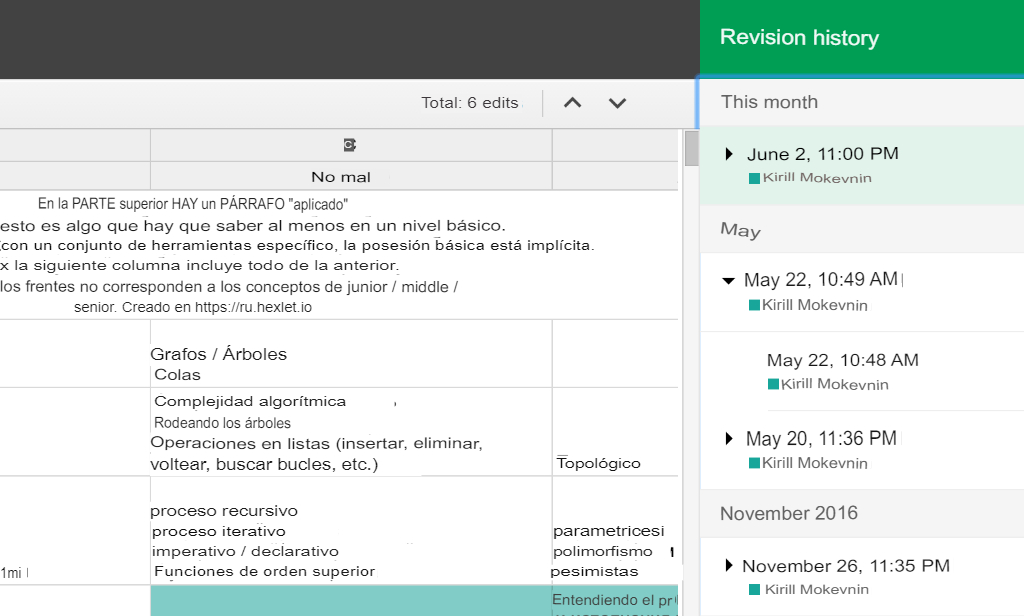 Revision history
Total: 6 edits
This month
C
No mal
June 2, 11:00 PM
Kirill Mokevnin
En la PARTE superior HAY un PÁRRAFO "aplicado"
esto es algo que hay que saber al menos en un nivel básico.
con un conjunto de herramientas específico, la posesión básica está implícita.
x la siguiente columna incluye todo de la anterior.
los frentes no corresponden a los conceptos de junior / middle /
senior. Creado en https://ru.hexlet.io
May
May 22, 10:49 AM
Kirill Mokevnin
Grafos / Árboles
Colas
May 22, 10:48 AM
Kirill Mokevnin
Complejidad algorítmica
Rodeando los árboles
Operaciones en listas (insertar, eliminar,
voltear, buscar bucles, etc.)
Topológico
May 20, 11:36 PM
Kirill Mokevnin
November 2016
proceso recursivo
proceso iterativo
imperativo / declarativo
Funciones de orden superior
parametricesi
polimorfismo
pesimistas
1mi
November 26, 11:35 PM
Kirill Mokevnin
Entendiendo el pr